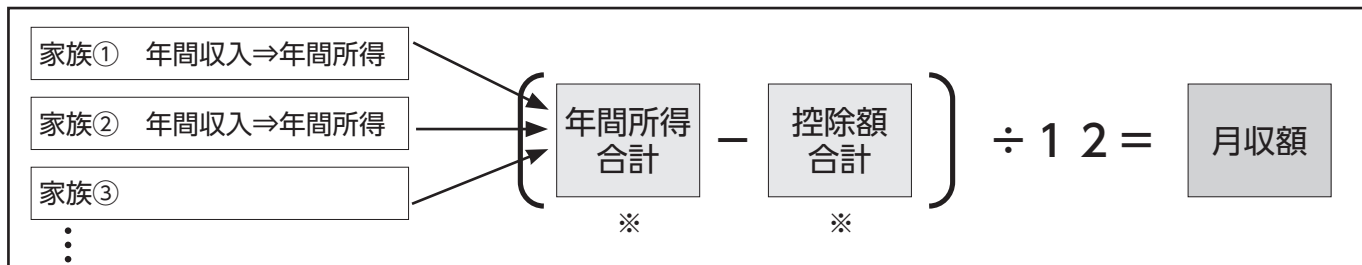 家族① 年間収入⇒年間所得
家族② 年間収入⇒年間所得
家族③
⋮
( 年間所得
合計 − 控除額
合計 ) ÷12= 月収額
※ ※